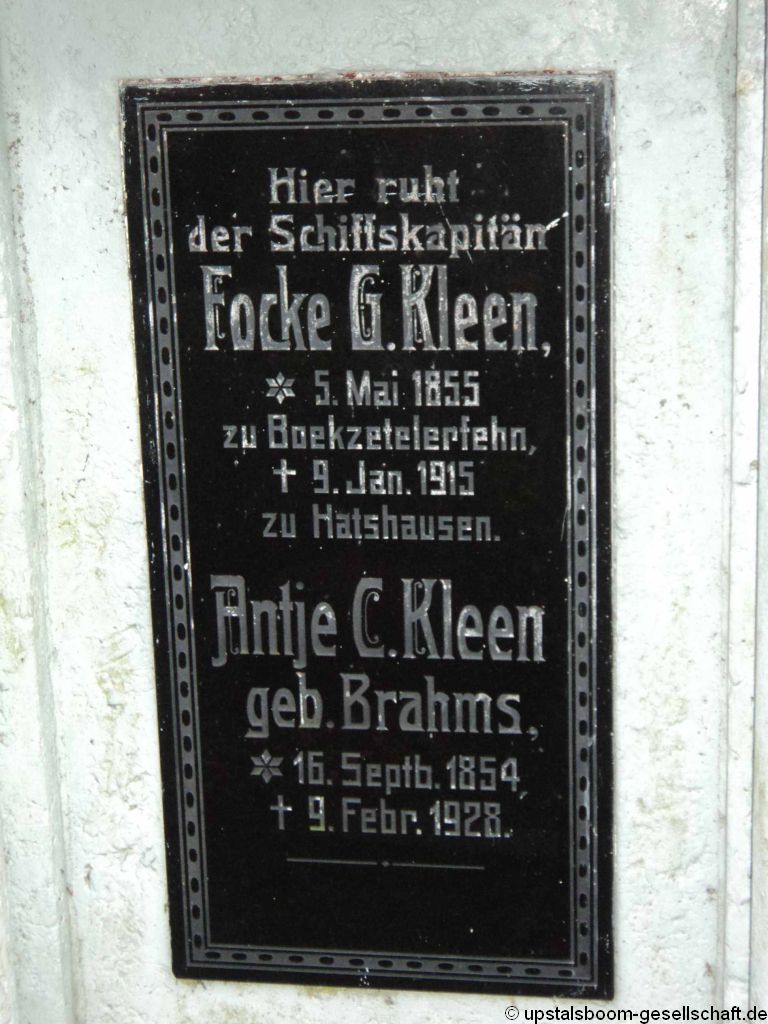 Hier ruht
der Schiffskapitän
Focke G. Kleen,
* 5. Mai 1855
zu Boekzetelerfehn,
† 9. Jan. 1915
zu Hatshausen.
Antje C. Kleen
geb. Brahms,
* 16. Septb. 1854,
† 9. Febr. 1928.
© upstalsboom-gesellschaft.de